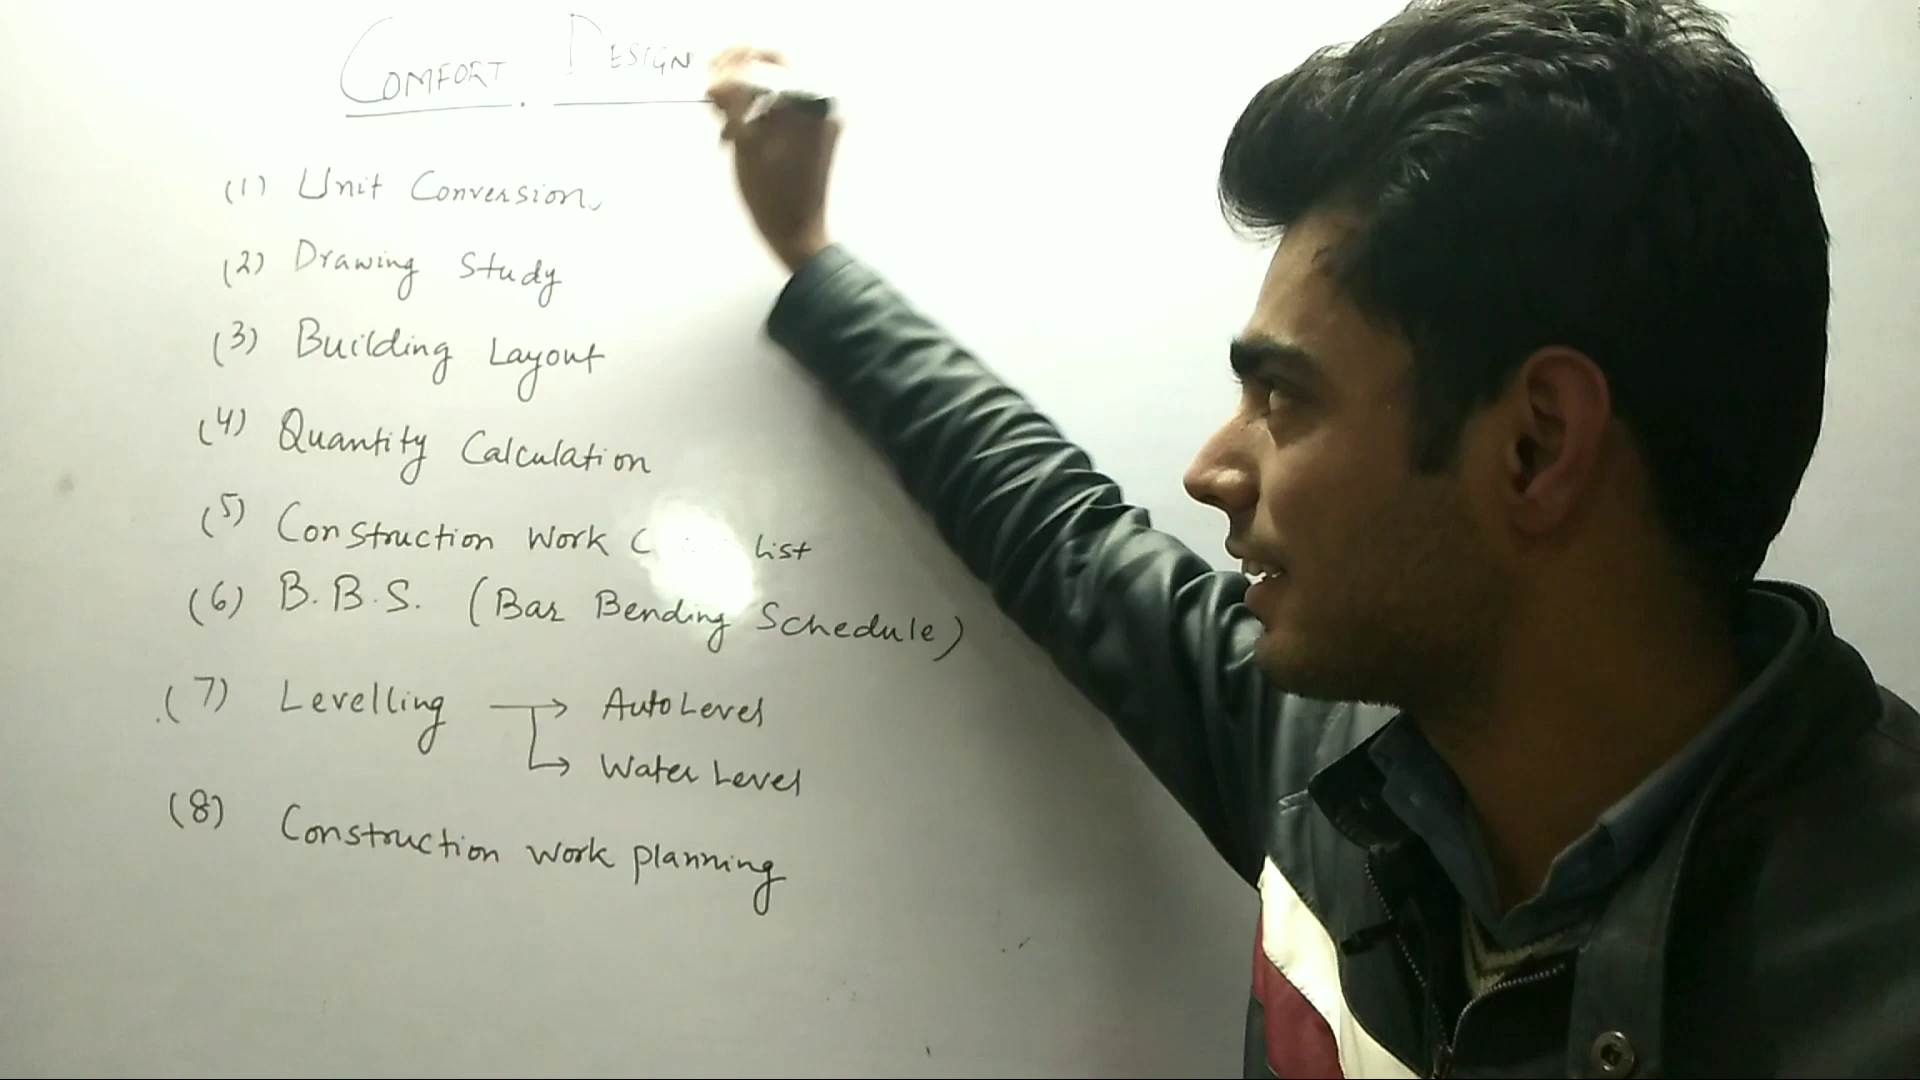 COMFORT DESIGN
(1) Unit Conversion
(2) Drawing Study
(3) Building Layout
(4) Quantity Calculation
(5) Construction Work list
(6) B.B.S. (Bar Bending Schedule)
(7) Levelling → Auto Level
→ Water Level
(8) Construction work planning